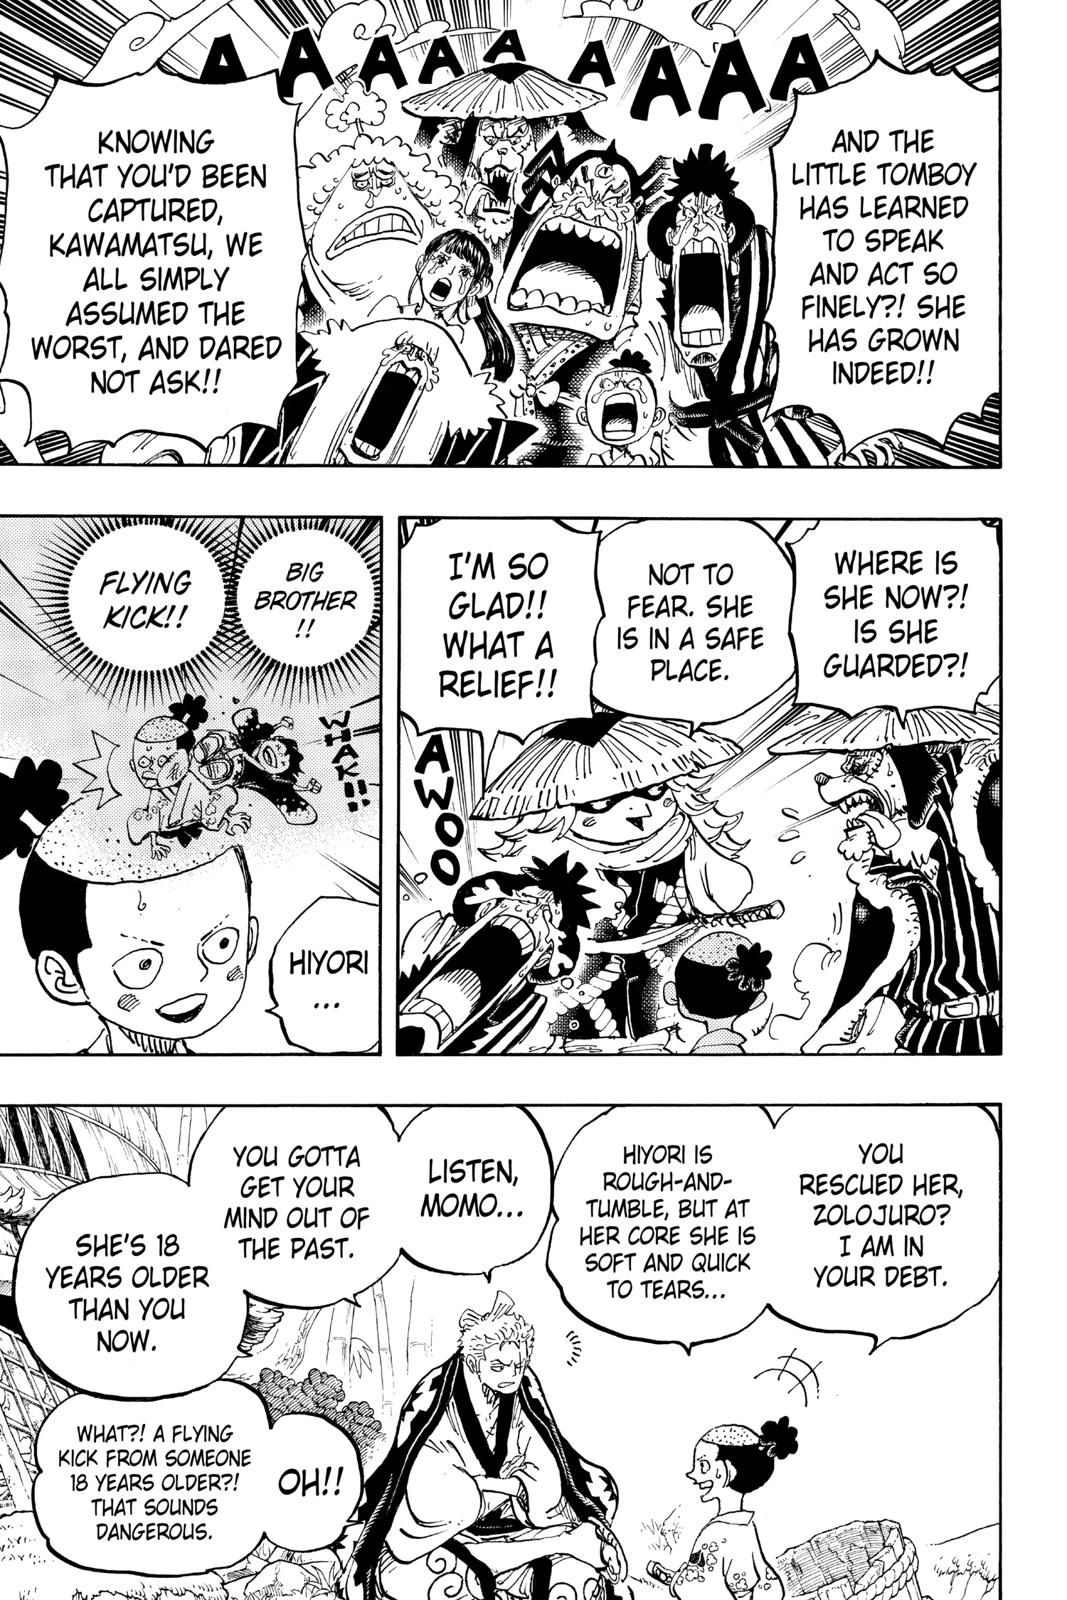 AAAAAAAAAA
AND THE
LITTLE TOMBOY
HAS LEARNED
TO SPEAK
AND ACT SO
FINELY?! SHE
HAS GROWN
INDEED!!
KNOWING
THAT YOU'D BEEN
CAPTURED,
KAWAMATSU, WE
ALL SIMPLY
ASSUMED THE
WORST, AND DARED
NOT ASK!!
WHERE IS
SHE NOW?!
IS SHE
GUARDED?!
NOT TO
FEAR. SHE
IS IN A SAFE
PLACE.
I'M SO
GLAD!!
WHAT A
RELIEF!!
AWOO
BIG
BROTHER
!!
FLYING
KICK!!
WHAK!!
HIYORI
...
YOU
RESCUED HER,
ZOLOJURO?
I AM IN
YOUR DEBT.
HIYORI IS
ROUGH-AND-
TUMBLE, BUT AT
HER CORE SHE IS
SOFT AND QUICK
TO TEARS...
LISTEN,
MOMO...
YOU GOTTA
GET YOUR
MIND OUT OF
THE PAST.
SHE'S 18
YEARS OLDER
THAN YOU
NOW.
OH!!
WHAT?! A FLYING
KICK FROM SOMEONE
18 YEARS OLDER?!
THAT SOUNDS
DANGEROUS.